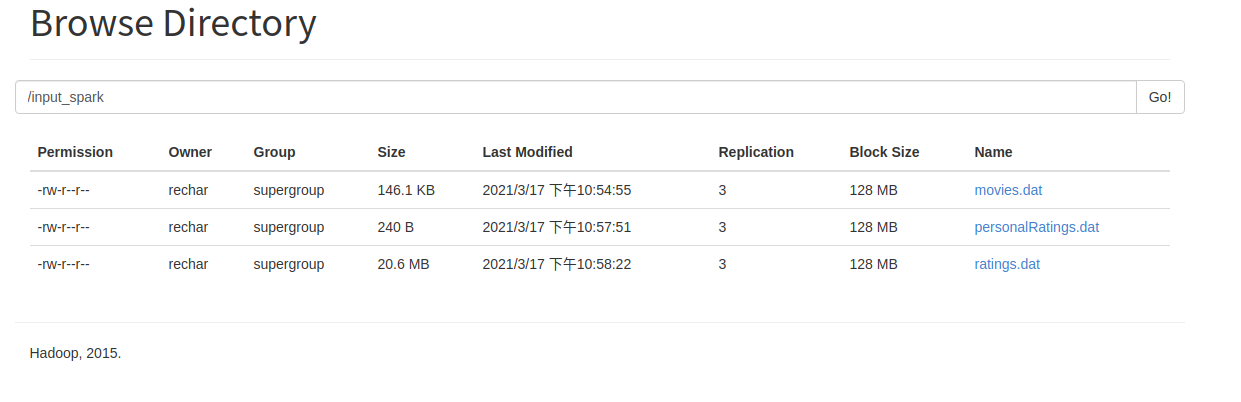 Browse Directory
/input_spark Go!
Permission Owner Group Size Last Modified Replication Block Size Name
-rw-r--r-- rechar supergroup 146.1 KB 2021/3/17 下午10:54:55 3 128 MB movies.dat
-rw-r--r-- rechar supergroup 240 B 2021/3/17 下午10:57:51 3 128 MB personalRatings.dat
-rw-r--r-- rechar supergroup 20.6 MB 2021/3/17 下午10:58:22 3 128 MB ratings.dat
Hadoop, 2015.